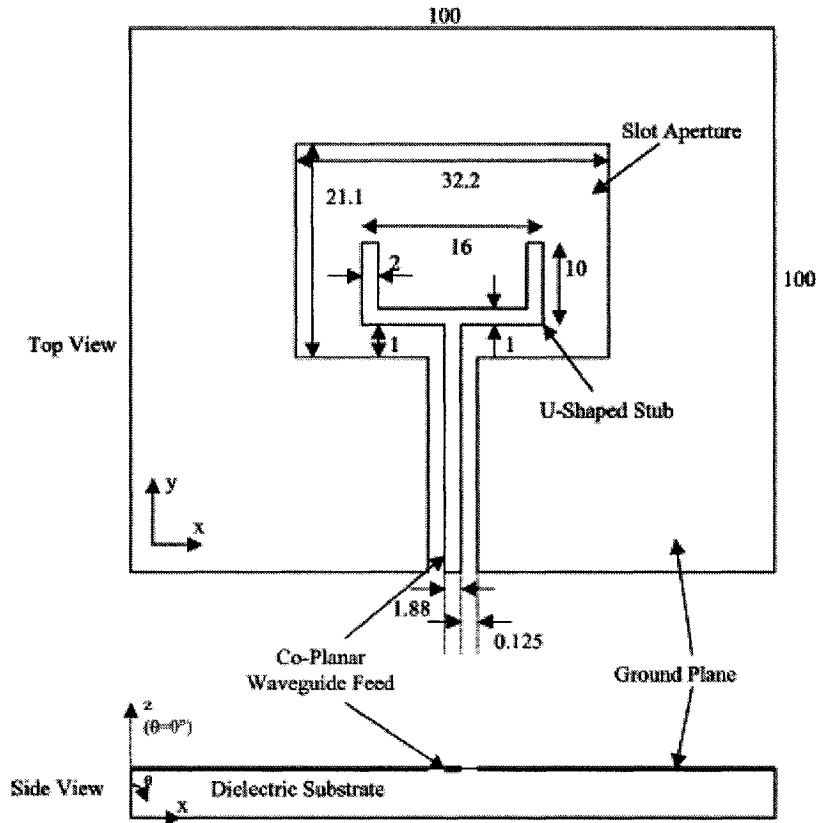 100
Slot Aperture
32.2
21.1
16
2
10
100
Top View
1
1
U-Shaped Stub
y
x
1.88
0.125
Co-Planar
Waveguide Feed
Ground Plane
z
(θ=0°)
Side View
θ
Dielectric Substrate
x